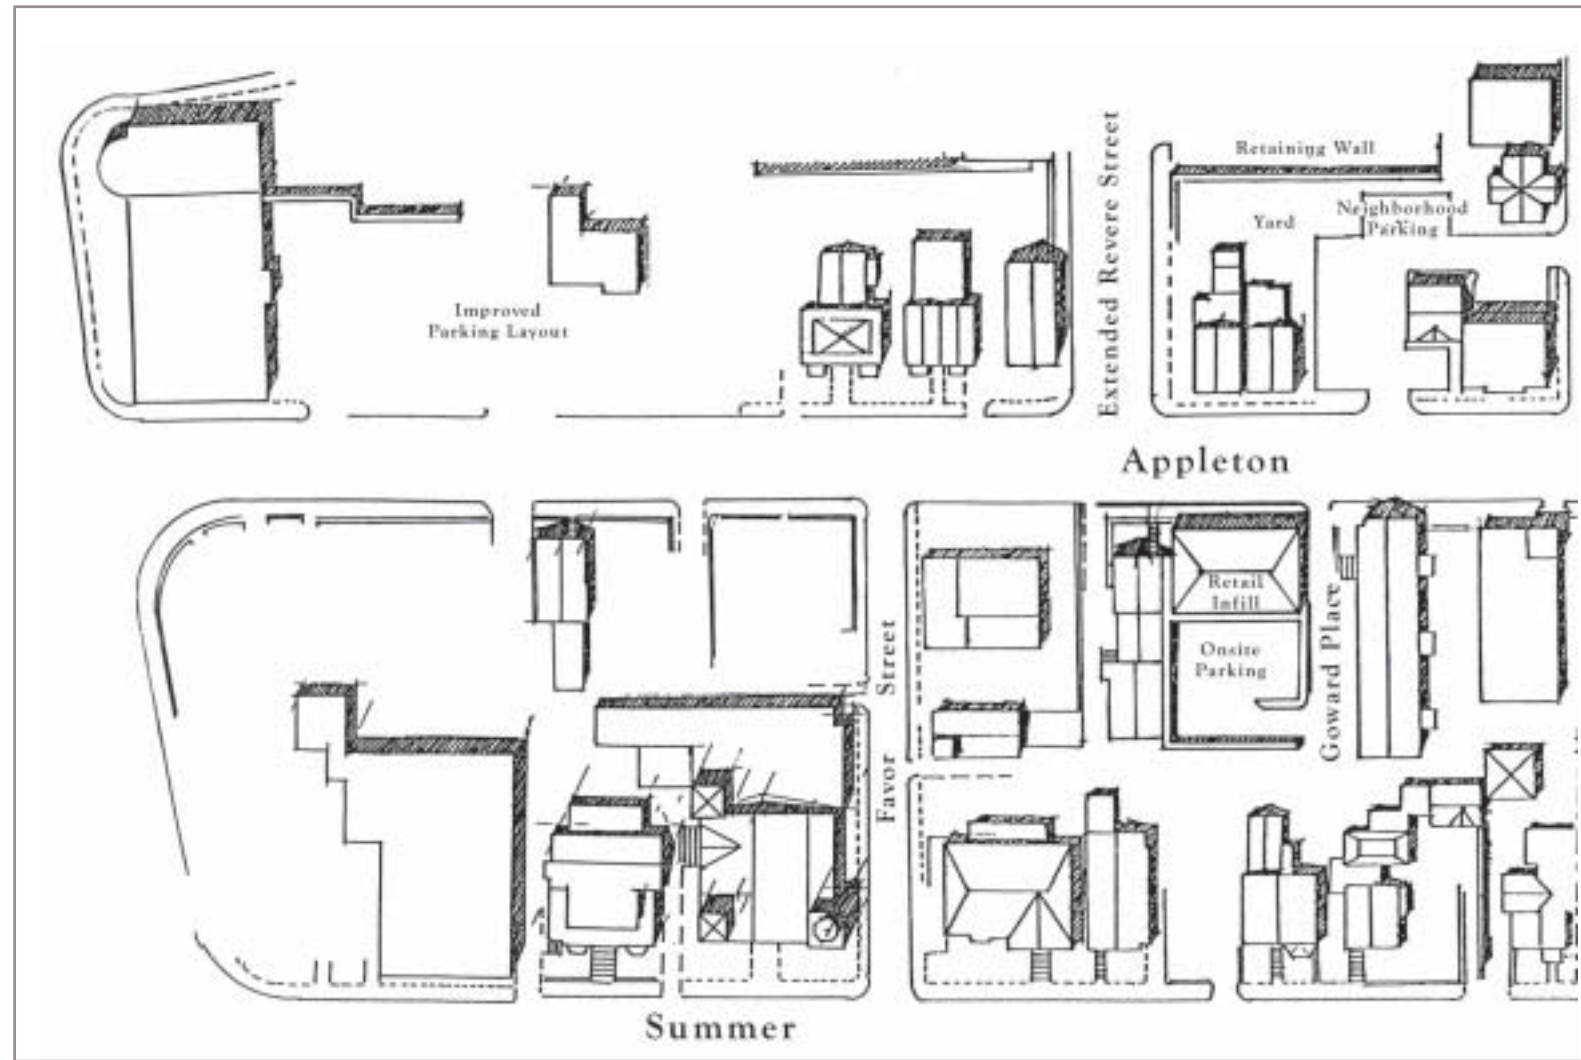 Retaining Wall
Extended Revere Street
Yard
Neighborhood
Parking
Improved
Parking Layout
Appleton
Retail
Infill
Onsite
Parking
Favor Street
Goward Place
Summer